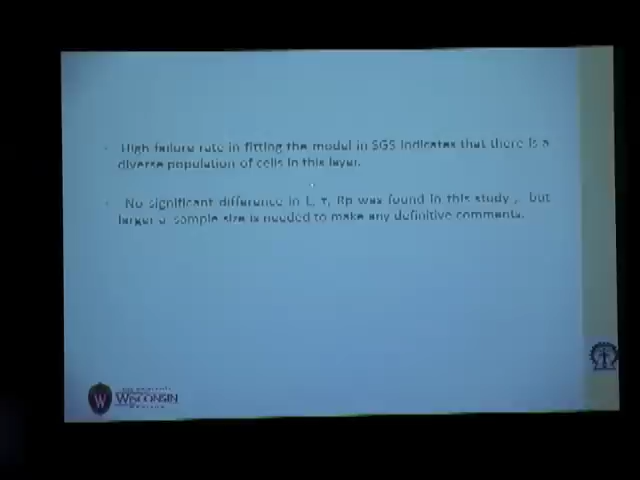 High failure rate in fitting the model in SGS indicates that there is a
diverse population of cells in this layer.
No significant difference in L, τ, Rp was found in this study , but
larger sample size is needed to make any definitive comments.
WISCONSIN